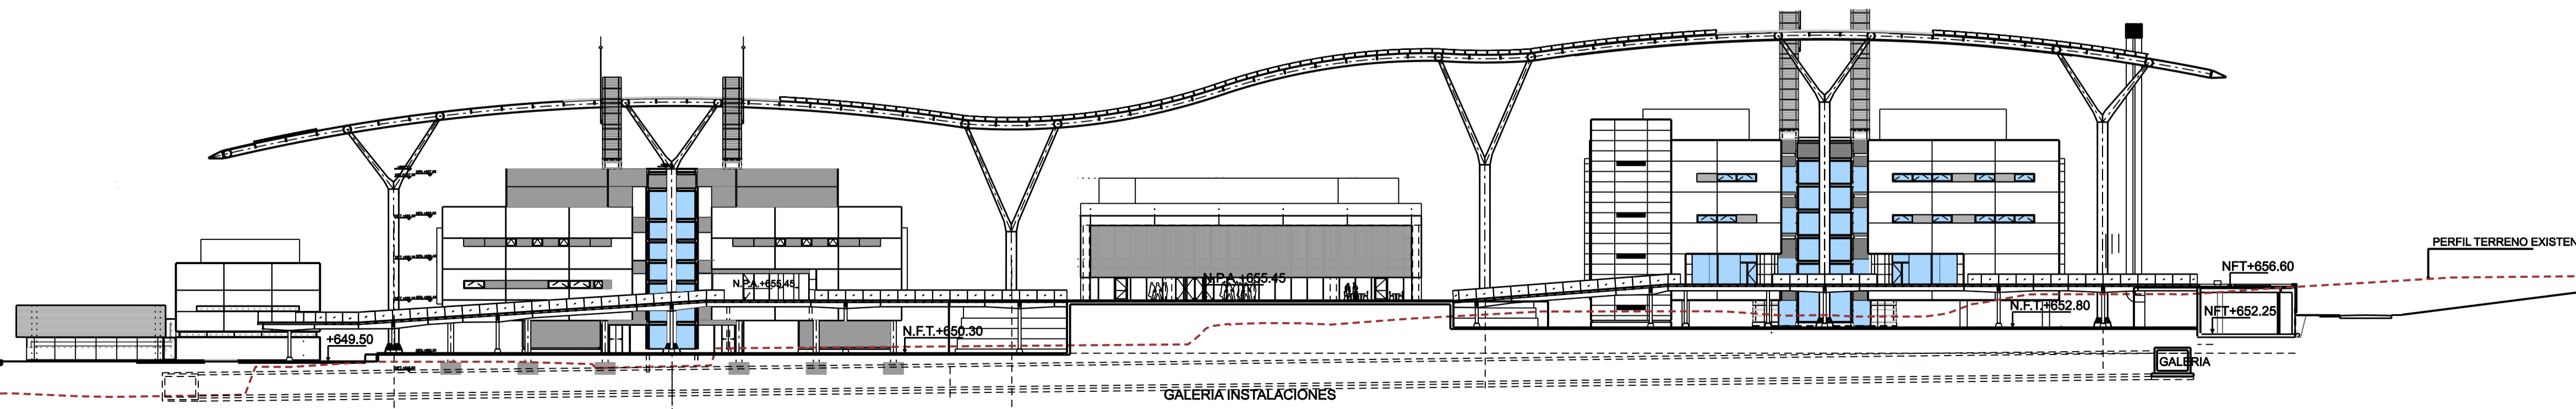 PERFIL TERRENO EXISTEN
NFT+656.60
N.P.A.+655.45
N.P.A.+655.45
N.F.T.+652.80
NFT+652.25
N.F.T.+650.30
+649.50
GALERIA
GALERIA INSTALACIONES